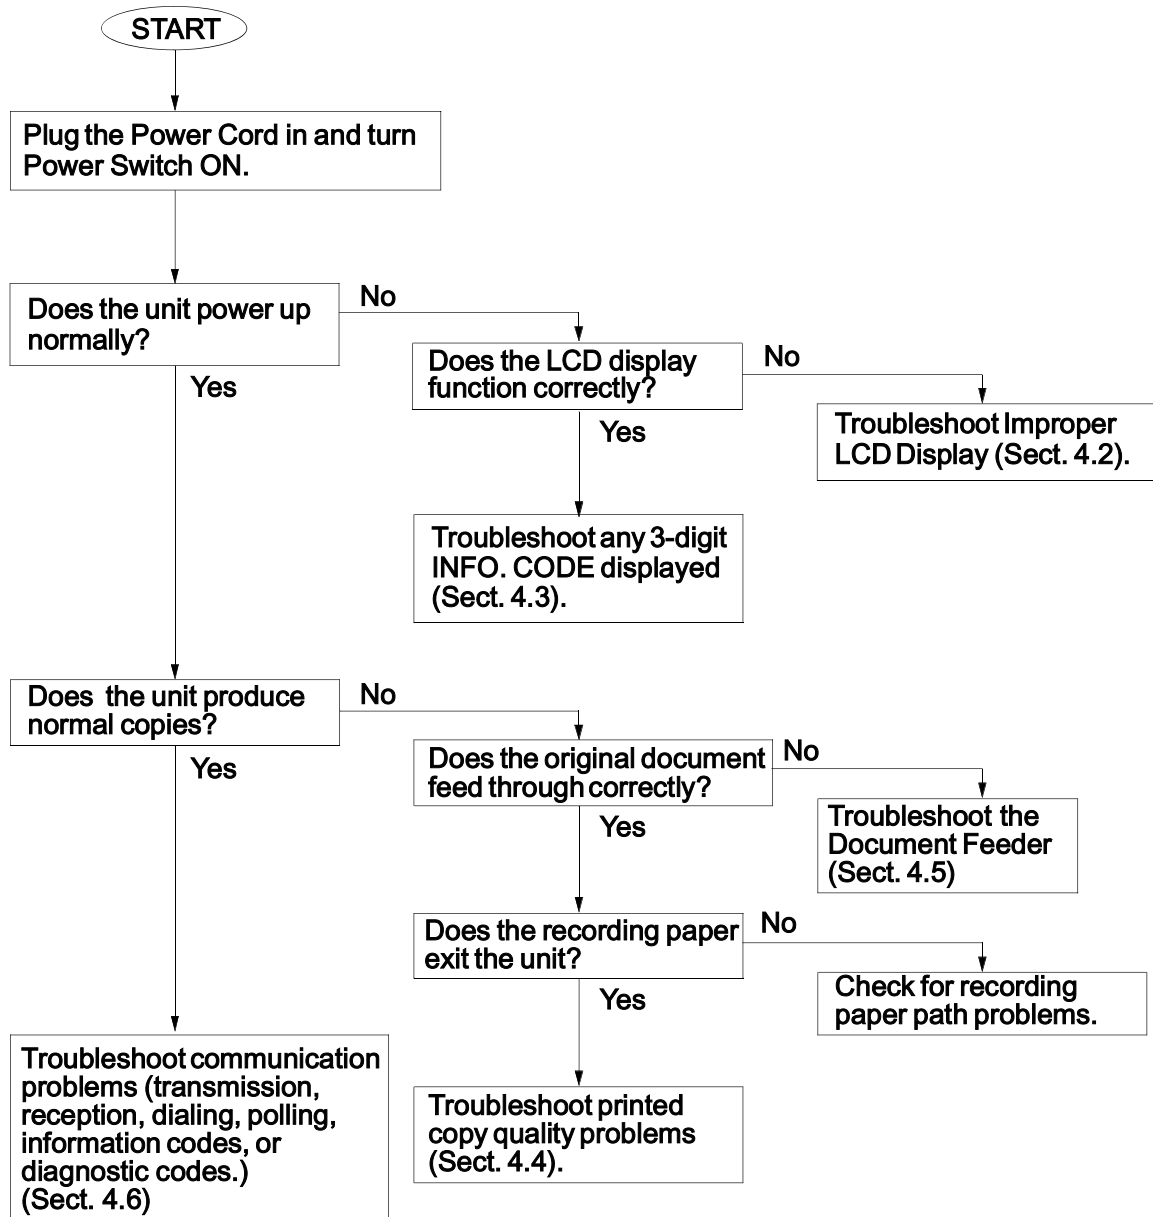 START
Plug the Power Cord in and turn
Power Switch ON.
Does the unit power up
normally?
No
Yes
Does the LCD display
function correctly?
No
Yes
Troubleshoot Improper
LCD Display (Sect. 4.2).
Troubleshoot any 3-digit
INFO. CODE displayed
(Sect. 4.3).
Does the unit produce
normal copies?
No
Yes
Does the original document
feed through correctly?
No
Yes
Troubleshoot the
Document Feeder
(Sect. 4.5)
Does the recording paper
exit the unit?
No
Yes
Check for recording
paper path problems.
Troubleshoot communication
problems (transmission,
reception, dialing, polling,
information codes, or
diagnostic codes.)
(Sect. 4.6)
Troubleshoot printed
copy quality problems
(Sect. 4.4).